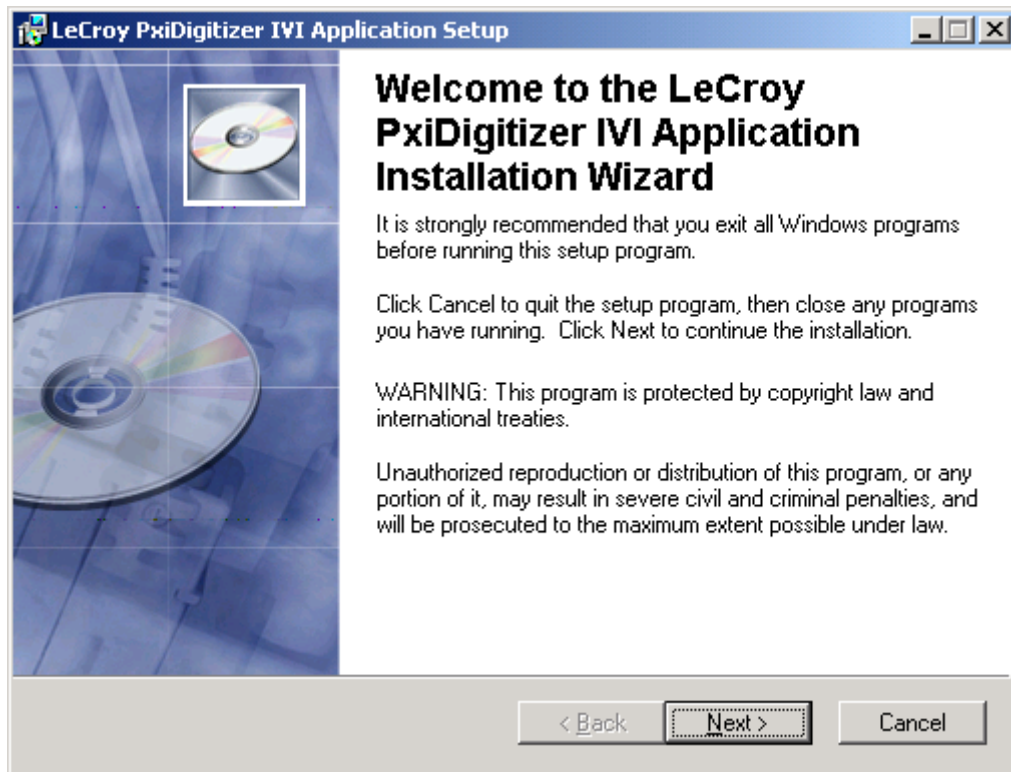 LeCroy PxiDigitizer IVI Application Setup
Welcome to the LeCroy
PxiDigitizer IVI Application
Installation Wizard
It is strongly recommended that you exit all Windows programs
before running this setup program.
Click Cancel to quit the setup program, then close any programs
you have running.  Click Next to continue the installation.
WARNING: This program is protected by copyright law and
international treaties.
Unauthorized reproduction or distribution of this program, or any
portion of it, may result in severe civil and criminal penalties, and
will be prosecuted to the maximum extent possible under law.
< Back
Next >
Cancel